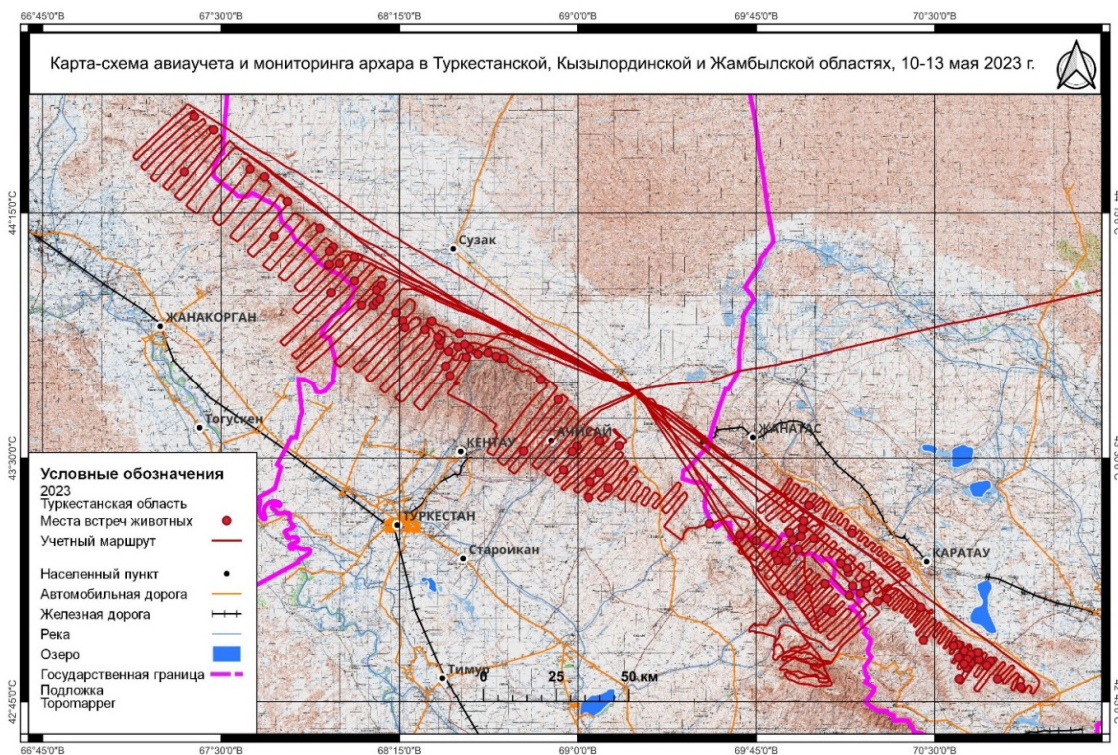 66°45'0"В 67°30'0"В 68°15'0"В 69°0'0"В 69°45'0"В 70°30'0"В
Карта-схема авиаучета и мониторинга архара в Туркестанской, Кызылординской и Жамбылской областях, 10-13 мая 2023 г.
44°15'0"С
Сузак
ЖАНАКОРГАН
Тогускен
КЕНТАУ
АЧИСАЙ
ЖАНАТАС
43°30'0"С
ТУРКЕСТАН
Староикан
КАРАТАУ
Тимур
0 25 50 км
42°45'0"С
Условные обозначения
2023
Туркестанская область
Места встреч животных
Учетный маршрут
Населенный пункт
Автомобильная дорога
Железная дорога
Река
Озеро
Государственная граница
Подложка
Topomapper
66°45'0"В 67°30'0"В 68°15'0"В 69°0'0"В 69°45'0"В 70°30'0"В